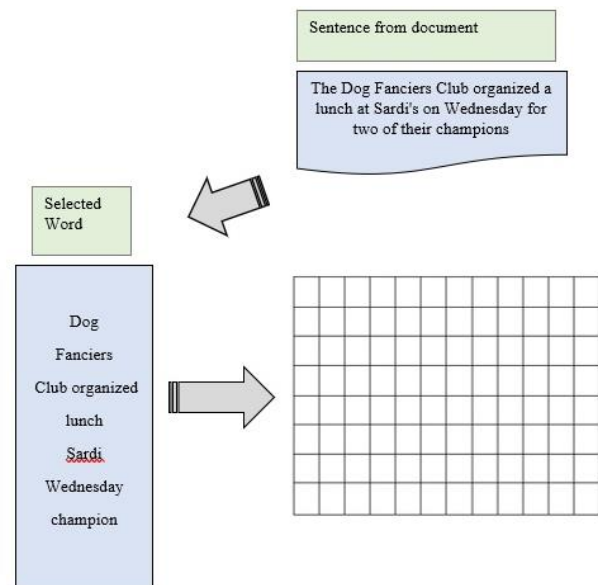 Sentence from document
The Dog Fanciers Club organized a
lunch at Sardi's on Wednesday for
two of their champions
Selected
Word
Dog
Fanciers
Club organized
lunch
Sardi
Wednesday
champion